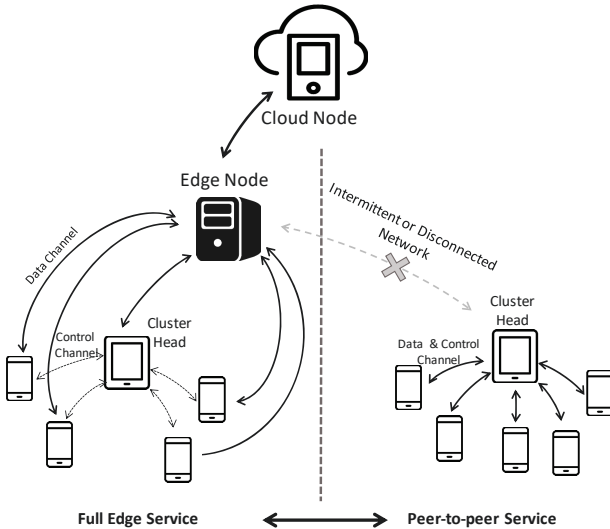 Cloud Node
Edge Node
Intermittent or Disconnected
Network
Data Channel
Cluster
Head
Control
Channel
Cluster
Head
Data & Control
Channel
Full Edge Service
Peer-to-peer Service